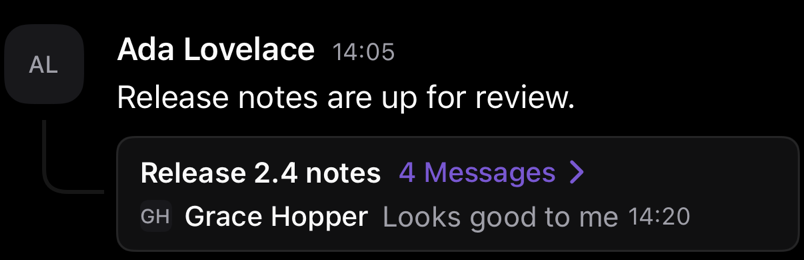 AL
Ada Lovelace 14:05
Release notes are up for review.
Release 2.4 notes 4 Messages
GH Grace Hopper Looks good to me 14:20